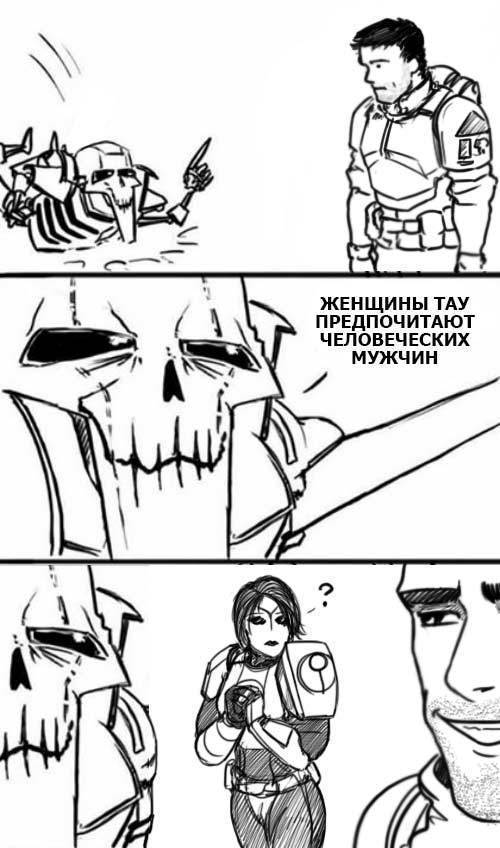 ЖЕНЩИНЫ ТАУ
ПРЕДПОЧИТАЮТ
ЧЕЛОВЕЧЕСКИХ
МУЖЧИН
?